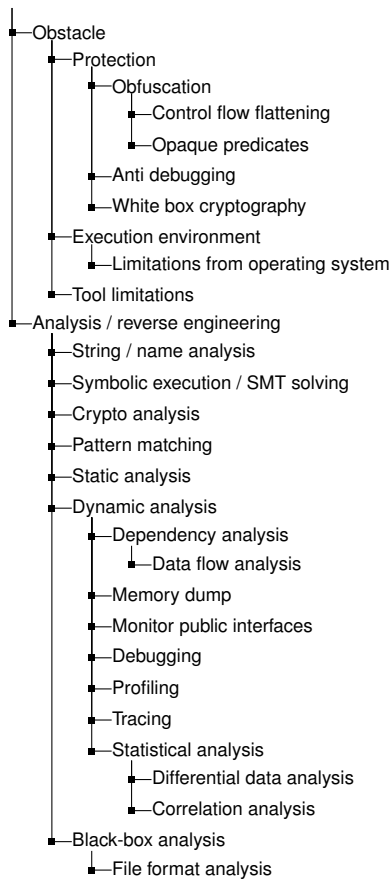 Obstacle
Protection
Obfuscation
Control flow flattening
Opaque predicates
Anti debugging
White box cryptography
Execution environment
Limitations from operating system
Tool limitations
Analysis / reverse engineering
String / name analysis
Symbolic execution / SMT solving
Crypto analysis
Pattern matching
Static analysis
Dynamic analysis
Dependency analysis
Data flow analysis
Memory dump
Monitor public interfaces
Debugging
Profiling
Tracing
Statistical analysis
Differential data analysis
Correlation analysis
Black-box analysis
File format analysis